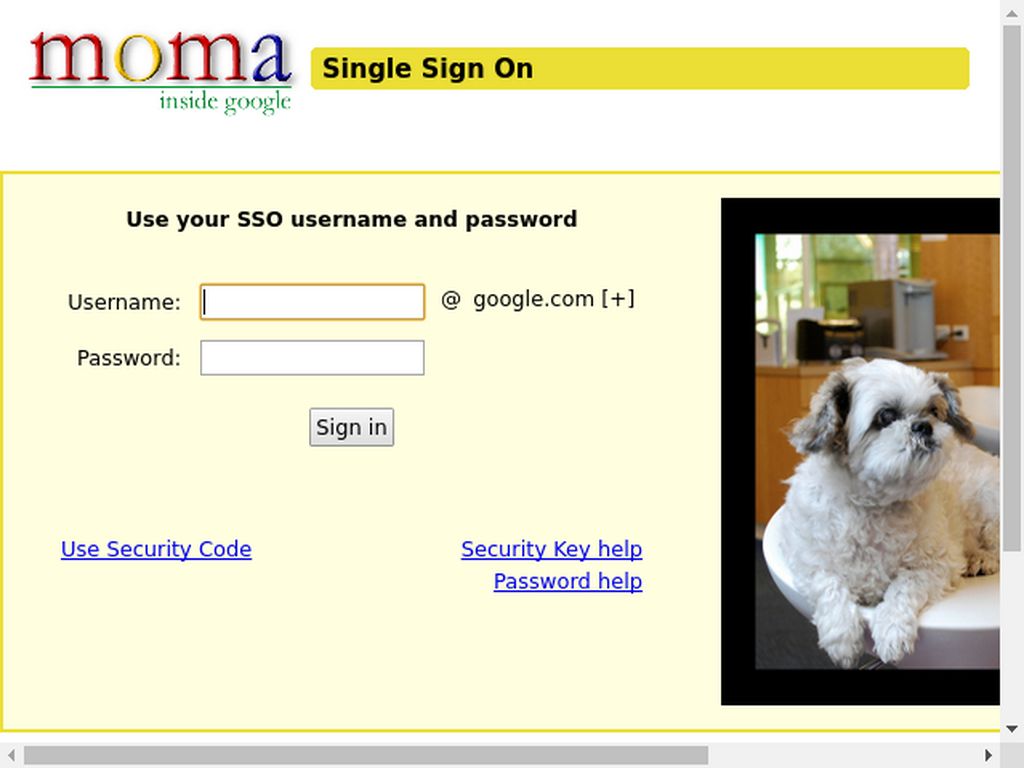 moma
inside google
Single Sign On
Use your SSO username and password
Username: @ google.com [+]
Password:
Sign in
Use Security Code
Security Key help
Password help